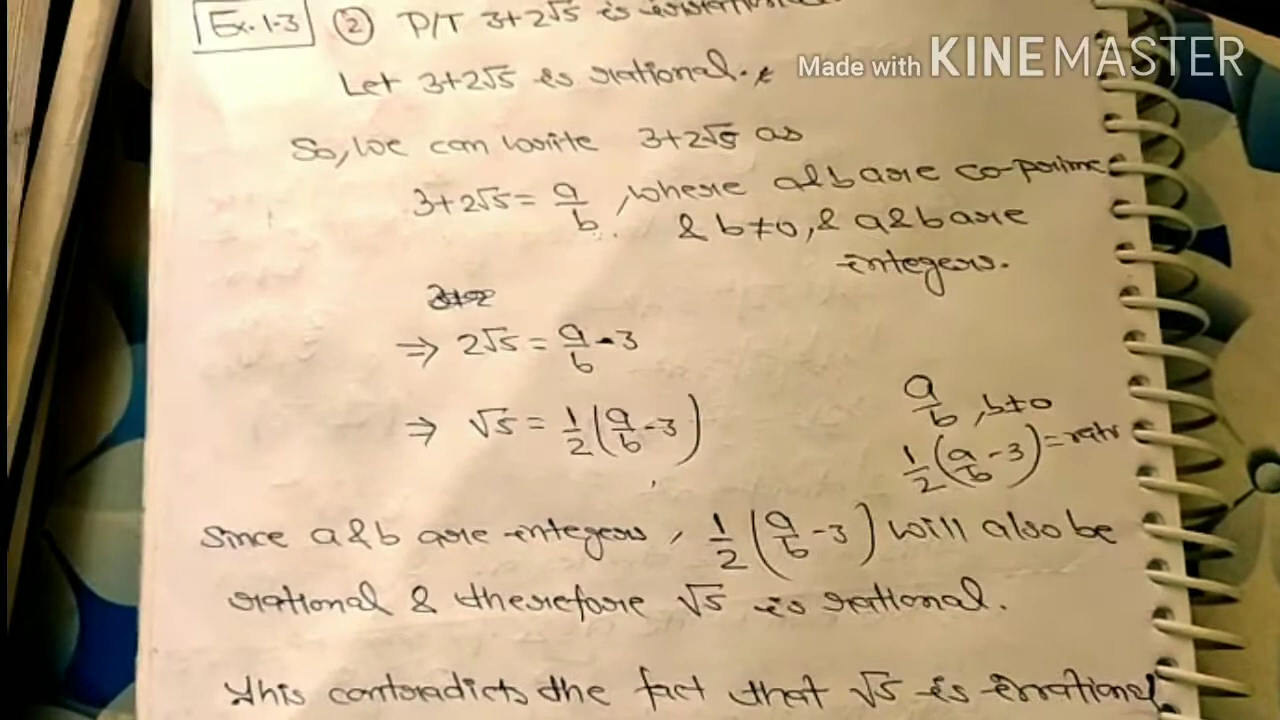 Ex. 1.3 ② P/T 3+2√5 is irrational.
Made with KINEMASTER
Let 3+2√5 is rational.
So, we can write 3+2√5 as
3+2√5 = a/b, where a & b are co-prime
& b≠0, & a & b are
integers.
⇒ 2√5 = a/b - 3
⇒ √5 = 1/2 (a/b - 3)
a/b, b≠0
1/2 (a/b - 3) =
Since a & b are integers, 1/2 (a/b - 3) will also be
rational & therefore √5 is rational.
This contradicts the fact that √5 is irrational